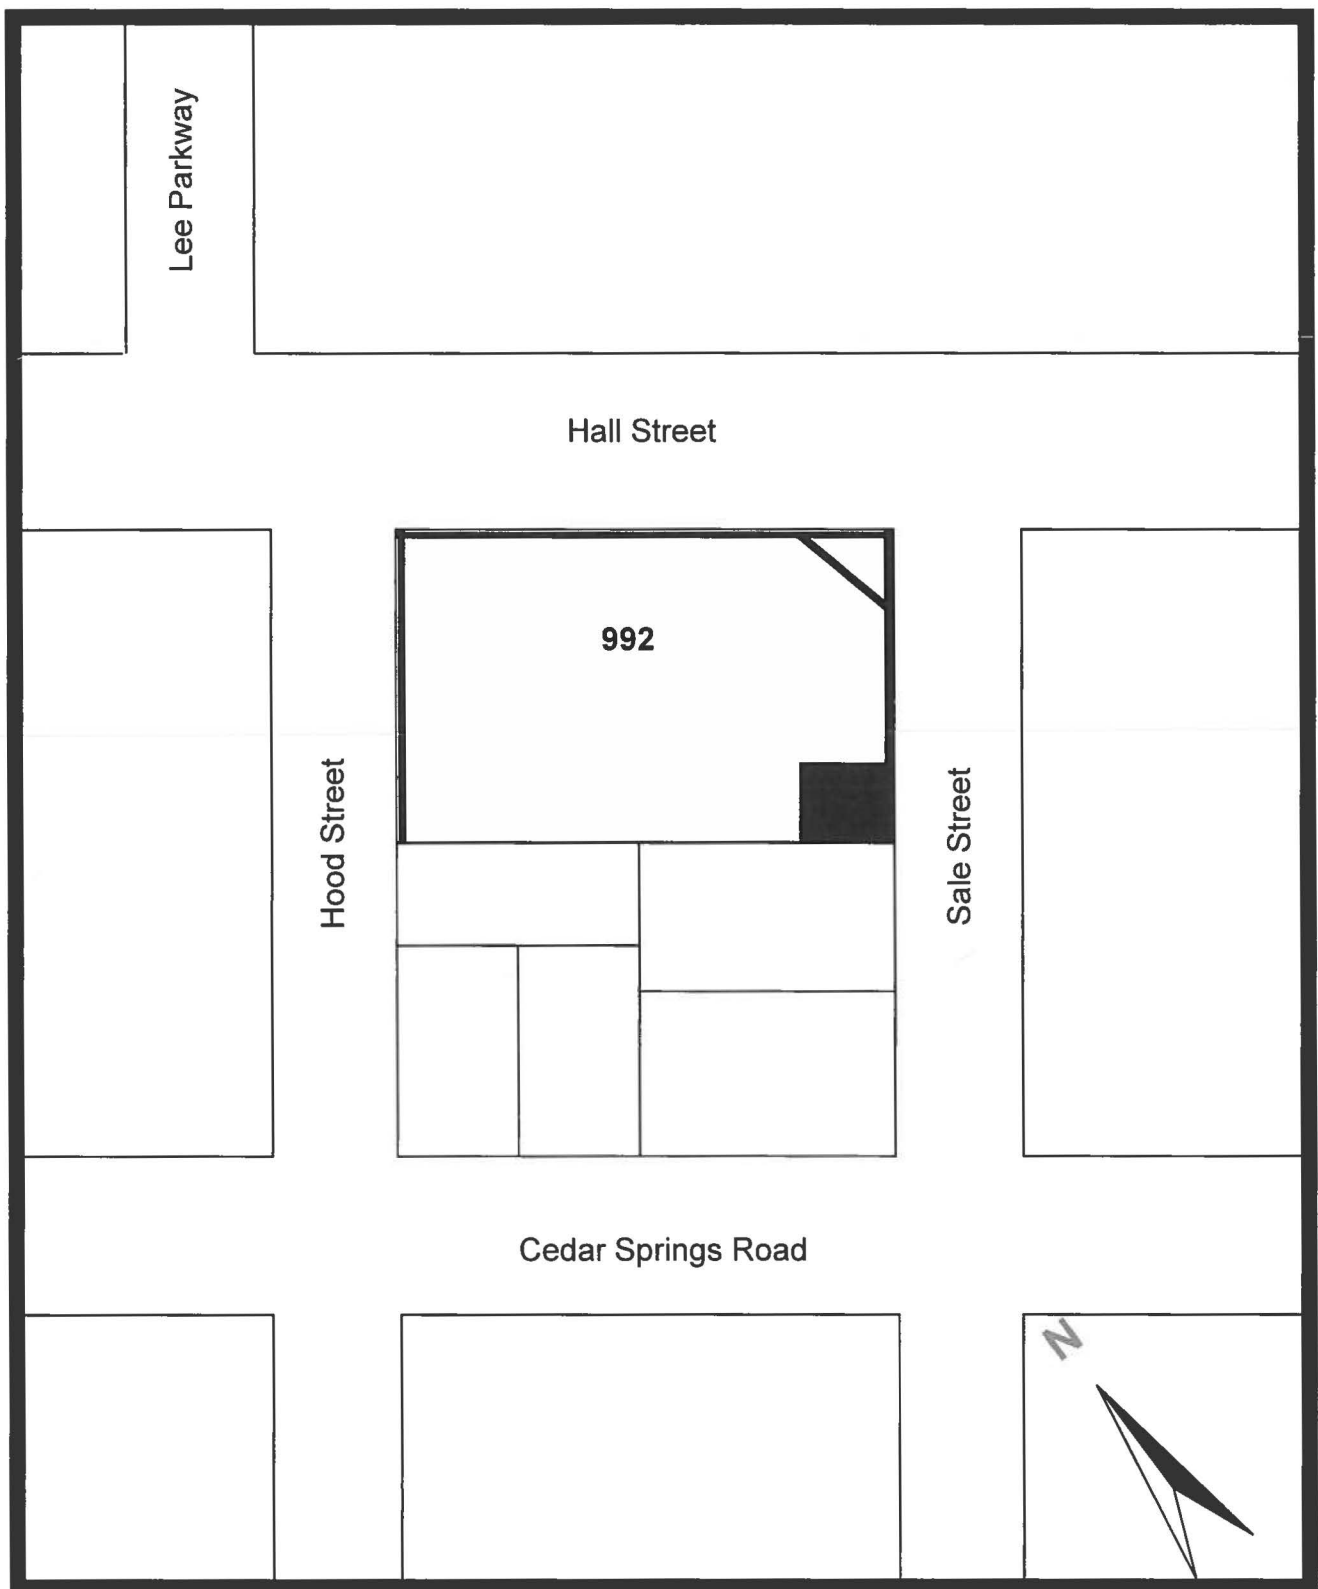 Lee Parkway
Hall Street
992
Hood Street
Sale Street
Cedar Springs Road
N